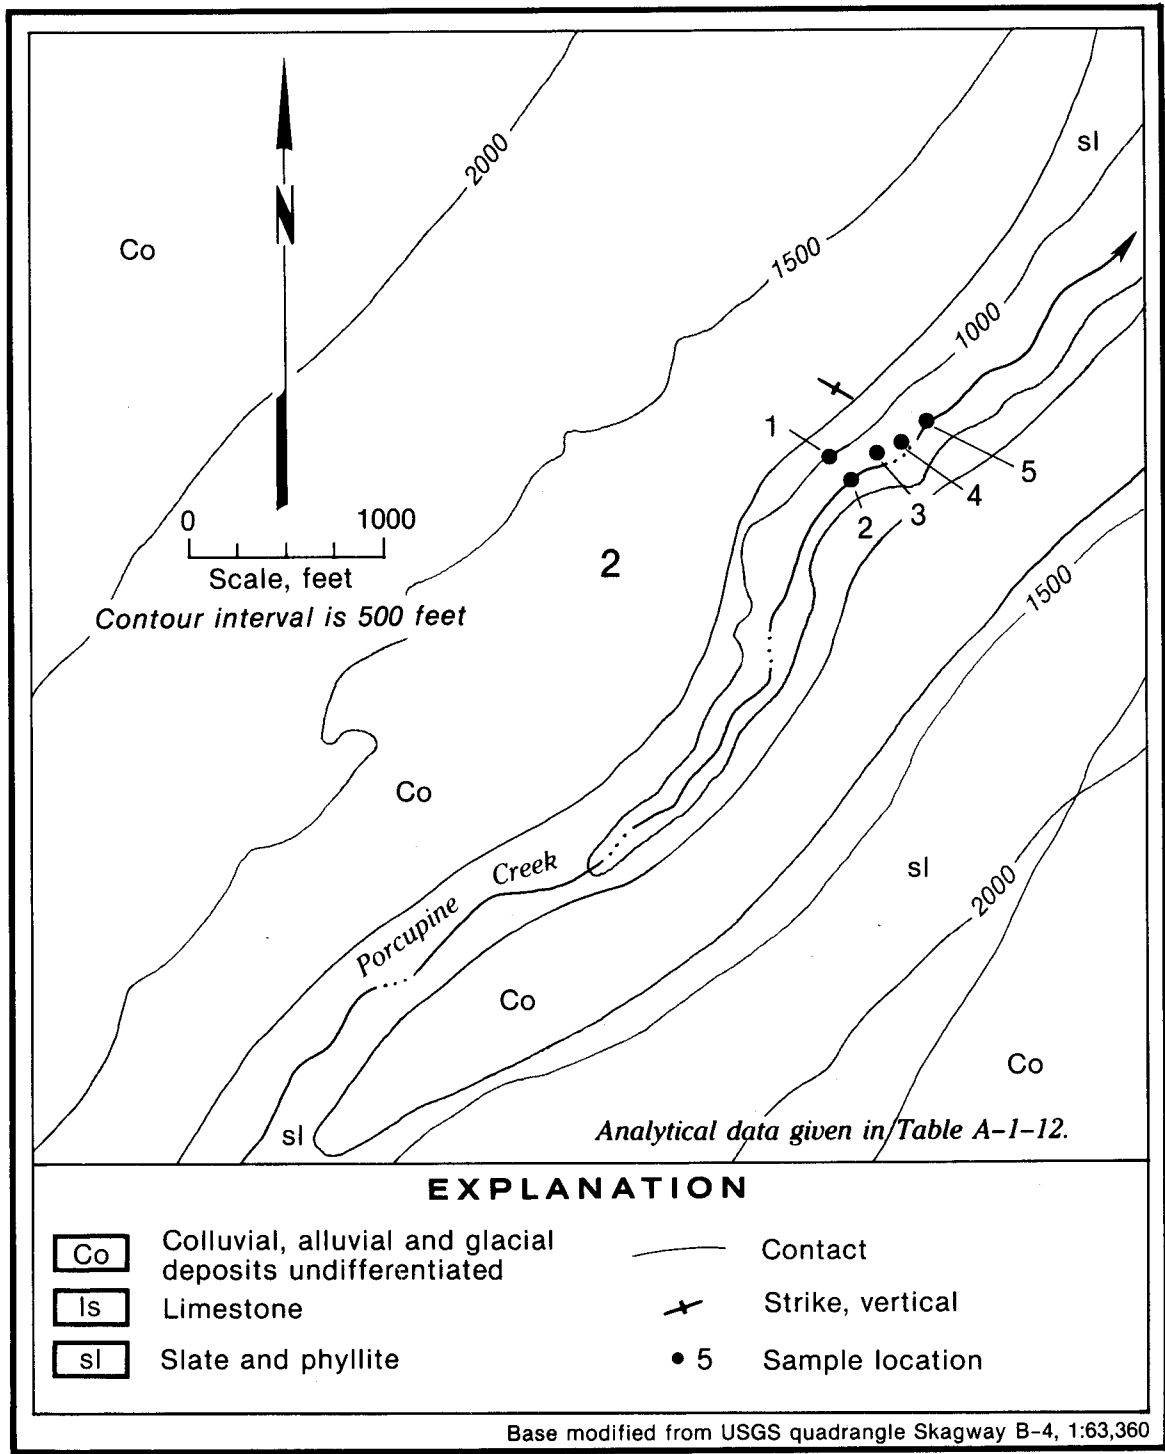 2000
sl
N
Co
1500
1000
1
5
4
3
2
0 1000
Scale, feet
Contour interval is 500 feet
2
1500
Co
Creek
Porcupine
sl
2000
Co
Co
sl
Analytical data given in Table A-1-12.
EXPLANATION
Co Colluvial, alluvial and glacial
deposits undifferentiated
ls Limestone
sl Slate and phyllite
Contact
Strike, vertical
5 Sample location
Base modified from USGS quadrangle Skagway B-4, 1:63,360